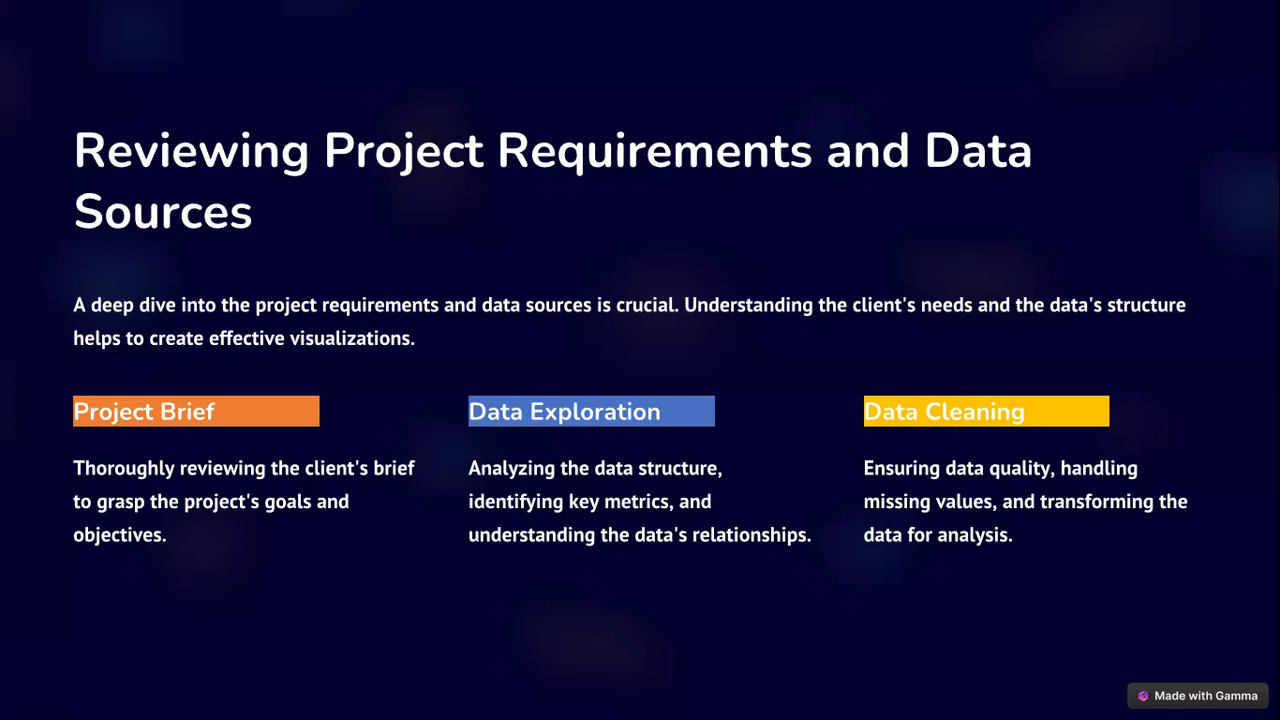 Reviewing Project Requirements and Data
Sources
A deep dive into the project requirements and data sources is crucial. Understanding the client's needs and the data's structure
helps to create effective visualizations.
Project Brief
Thoroughly reviewing the client's brief
to grasp the project's goals and
objectives.
Data Exploration
Analyzing the data structure,
identifying key metrics, and
understanding the data's relationships.
Data Cleaning
Ensuring data quality, handling
missing values, and transforming the
data for analysis.
Made with Gamma